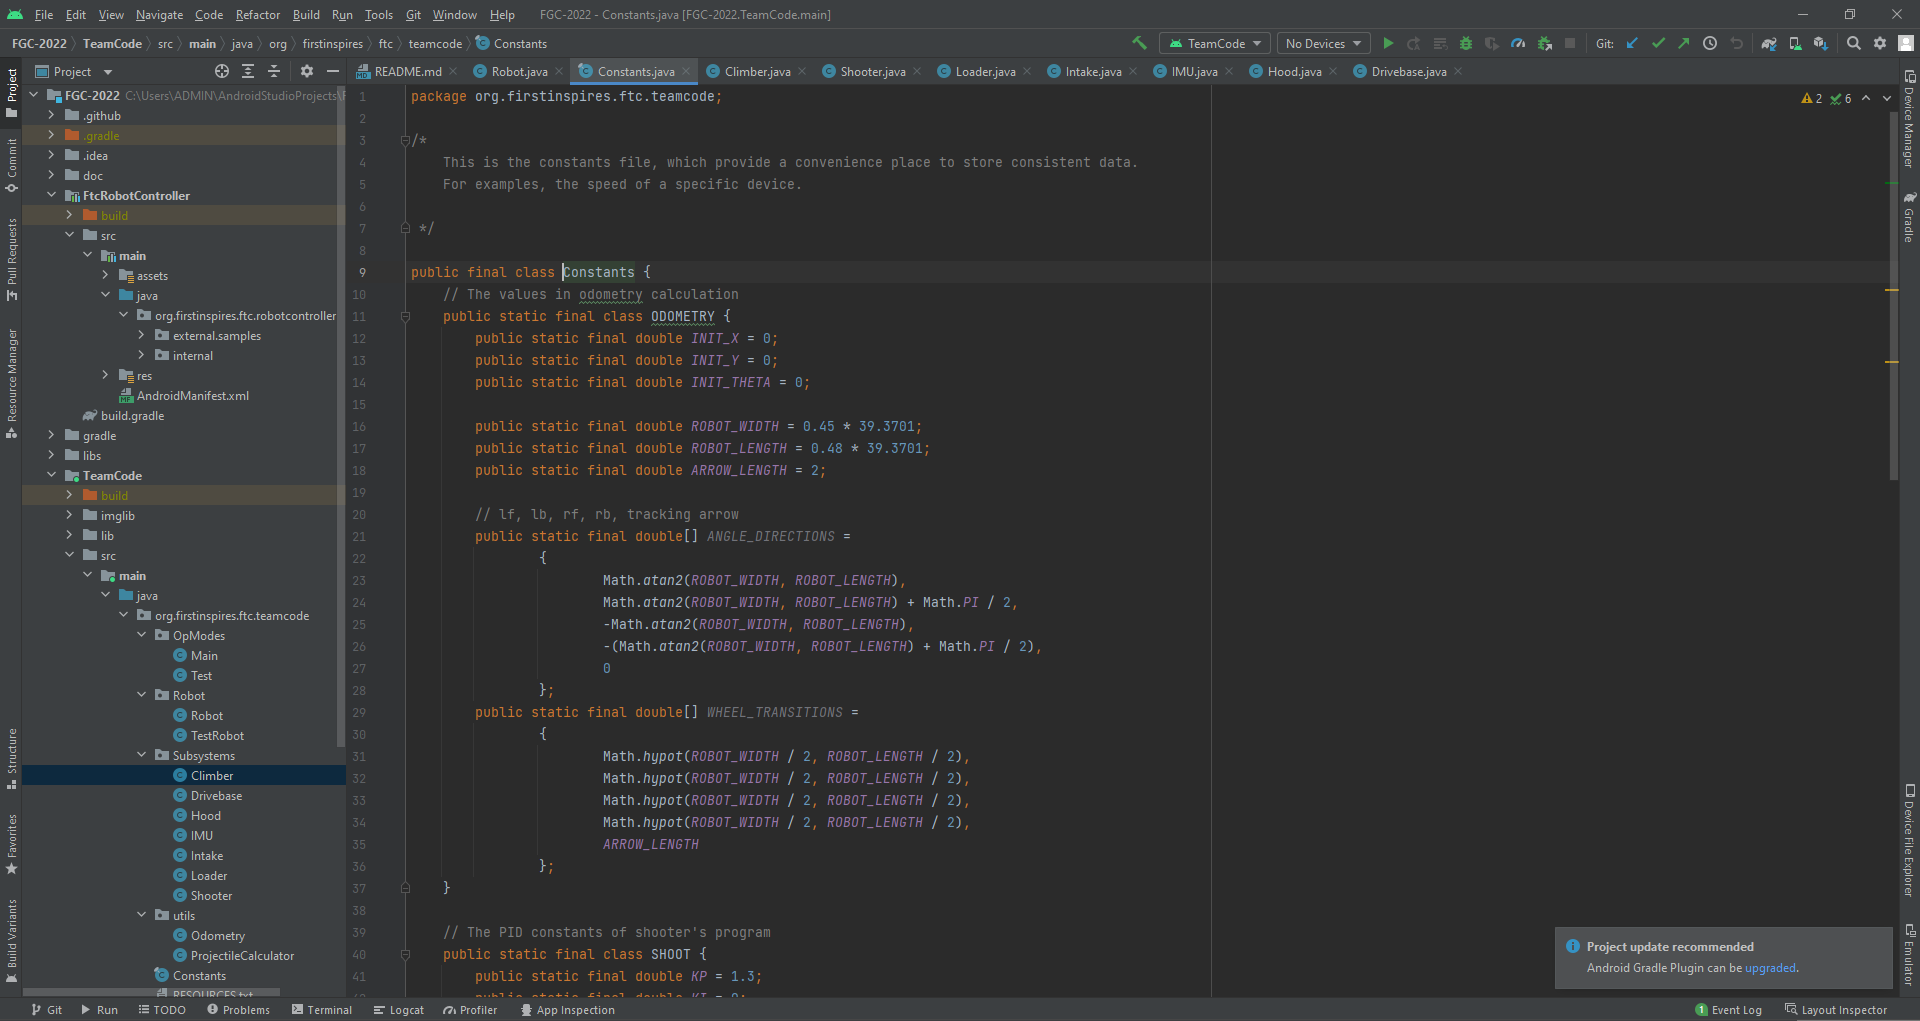 File Edit View Navigate Code Refactor Build Run Tools Git Window Help FGC-2022 - Constants.java [FGC-2022.TeamCode.main]
FGC-2022 TeamCode src main java org firstinspires ftc teamcode Constants TeamCode No Devices Git:
Project README.md Robot.java Constants.java Climber.java Shooter.java Loader.java Intake.java IMU.java Hood.java Drivebase.java
Project
Commit
Pull Requests
Resource Manager
Structure
Favorites
Build Variants
FGC-2022 C:\Users\ADMIN\AndroidStudioProjects\F
.github
.gradle
.idea
doc
FtcRobotController
build
src
main
assets
java
org.firstinspires.ftc.robotcontroller
external.samples
internal
res
AndroidManifest.xml
build.gradle
gradle
libs
TeamCode
build
imglib
lib
src
main
java
org.firstinspires.ftc.teamcode
OpModes
Main
Test
Robot
Robot
TestRobot
Subsystems
Climber
Drivebase
Hood
IMU
Intake
Loader
Shooter
utils
Odometry
ProjectileCalculator
Constants
RESOURCES.txt
2 6
1 package org.firstinspires.ftc.teamcode;
2
3 /*
4 This is the constants file, which provide a convenience place to store consistent data.
5 For examples, the speed of a specific device.
6
7 */
8
9 public final class Constants {
10 // The values in odometry calculation
11 public static final class ODOMETRY {
12 public static final double INIT_X = 0;
13 public static final double INIT_Y = 0;
14 public static final double INIT_THETA = 0;
15
16 public static final double ROBOT_WIDTH = 0.45 * 39.3701;
17 public static final double ROBOT_LENGTH = 0.48 * 39.3701;
18 public static final double ARROW_LENGTH = 2;
19
20 // lf, lb, rf, rb, tracking arrow
21 public static final double[] ANGLE_DIRECTIONS =
22 {
23 Math.atan2(ROBOT_WIDTH, ROBOT_LENGTH),
24 Math.atan2(ROBOT_WIDTH, ROBOT_LENGTH) + Math.PI / 2,
25 -Math.atan2(ROBOT_WIDTH, ROBOT_LENGTH),
26 -(Math.atan2(ROBOT_WIDTH, ROBOT_LENGTH) + Math.PI / 2),
27 0
28 };
29 public static final double[] WHEEL_TRANSITIONS =
30 {
31 Math.hypot(ROBOT_WIDTH / 2, ROBOT_LENGTH / 2),
32 Math.hypot(ROBOT_WIDTH / 2, ROBOT_LENGTH / 2),
33 Math.hypot(ROBOT_WIDTH / 2, ROBOT_LENGTH / 2),
34 Math.hypot(ROBOT_WIDTH / 2, ROBOT_LENGTH / 2),
35 ARROW_LENGTH
36 };
37 }
38
39 // The PID constants of shooter's program
40 public static final class SHOOT {
41 public static final double KP = 1.3;
public static final double KI = 0;
Device Manager
Gradle
Device File Explorer
Emulator
Project update recommended
Android Gradle Plugin can be upgraded.
Git Run TODO Problems Terminal Logcat Profiler App Inspection 1 Event Log Layout Inspector